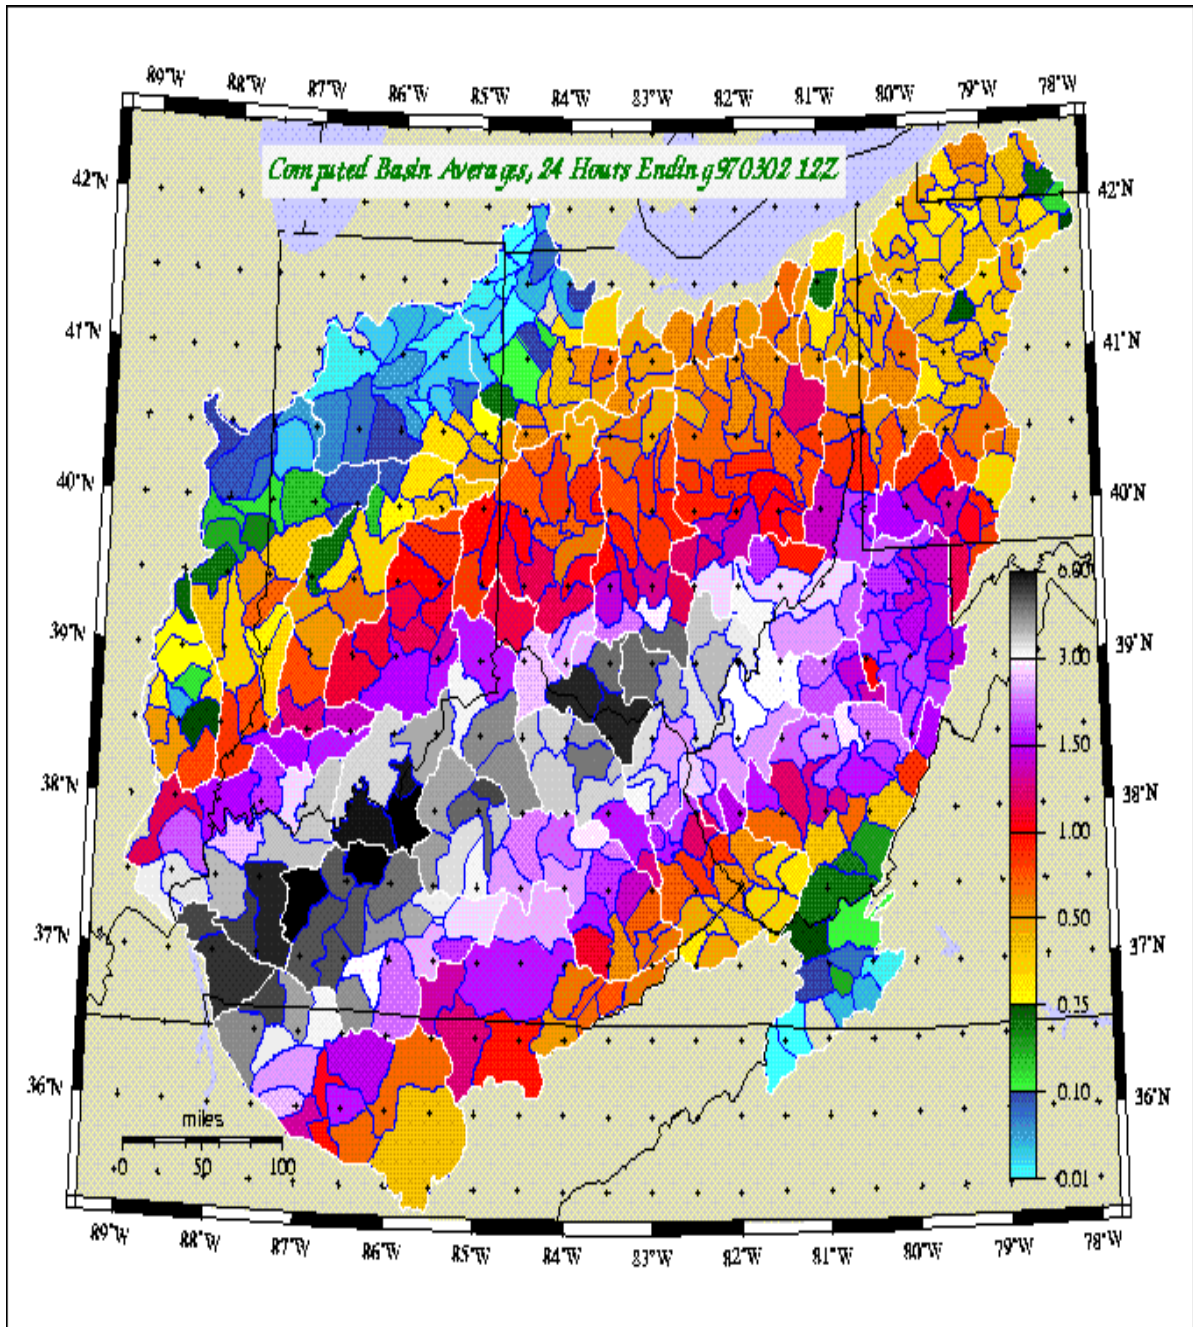 89°W 88°W 87°W 86°W 85°W 84°W 83°W 82°W 81°W 80°W 79°W 78°W
Computed Basin Averages, 24 Hours Ending 970302 12Z
42°N 42°N
41°N 41°N
40°N 40°N
6.00
39°N 39°N
3.00
1.50
38°N 38°N
1.00
0.50
37°N 37°N
0.15
36°N 0.10 36°N
miles
0 50 100
0.01
89°W 88°W 87°W 86°W 85°W 84°W 83°W 82°W 81°W 80°W 79°W 78°W